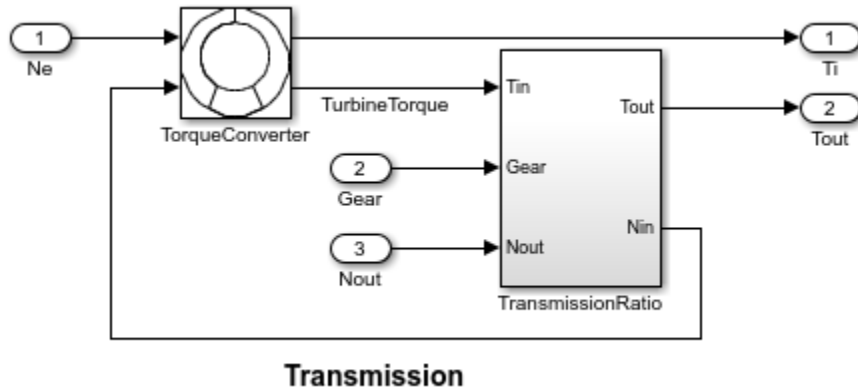 1
Ne
TorqueConverter
TurbineTorque
1
Ti
2
Tout
2
Gear
3
Nout
Tin
Gear
Nout
Tout
Nin
TransmissionRatio
Transmission